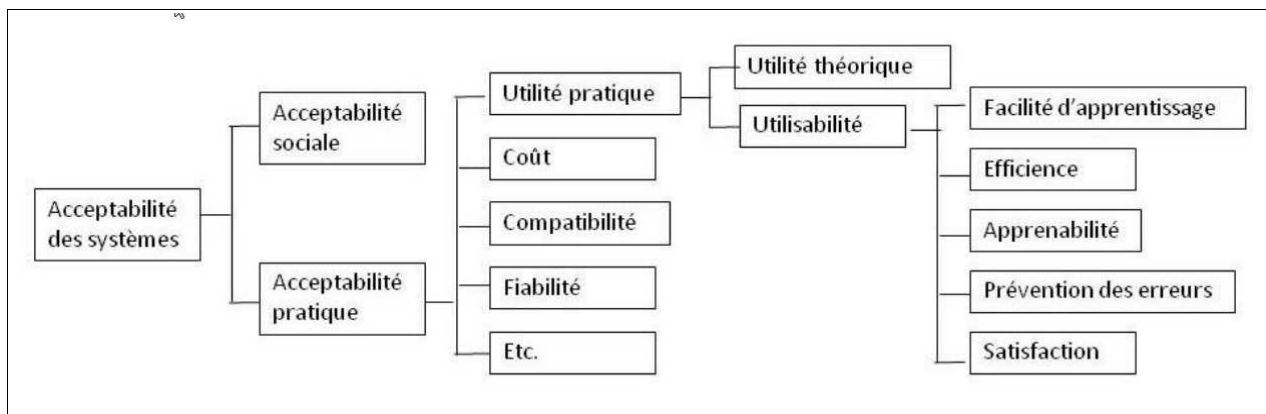 Acceptabilité
des systèmes
Acceptabilité
sociale
Acceptabilité
pratique
Utilité pratique
Coût
Compatibilité
Fiabilité
Etc.
Utilité théorique
Utilisabilité
Facilité d'apprentissage
Efficience
Apprenabilité
Prévention des erreurs
Satisfaction